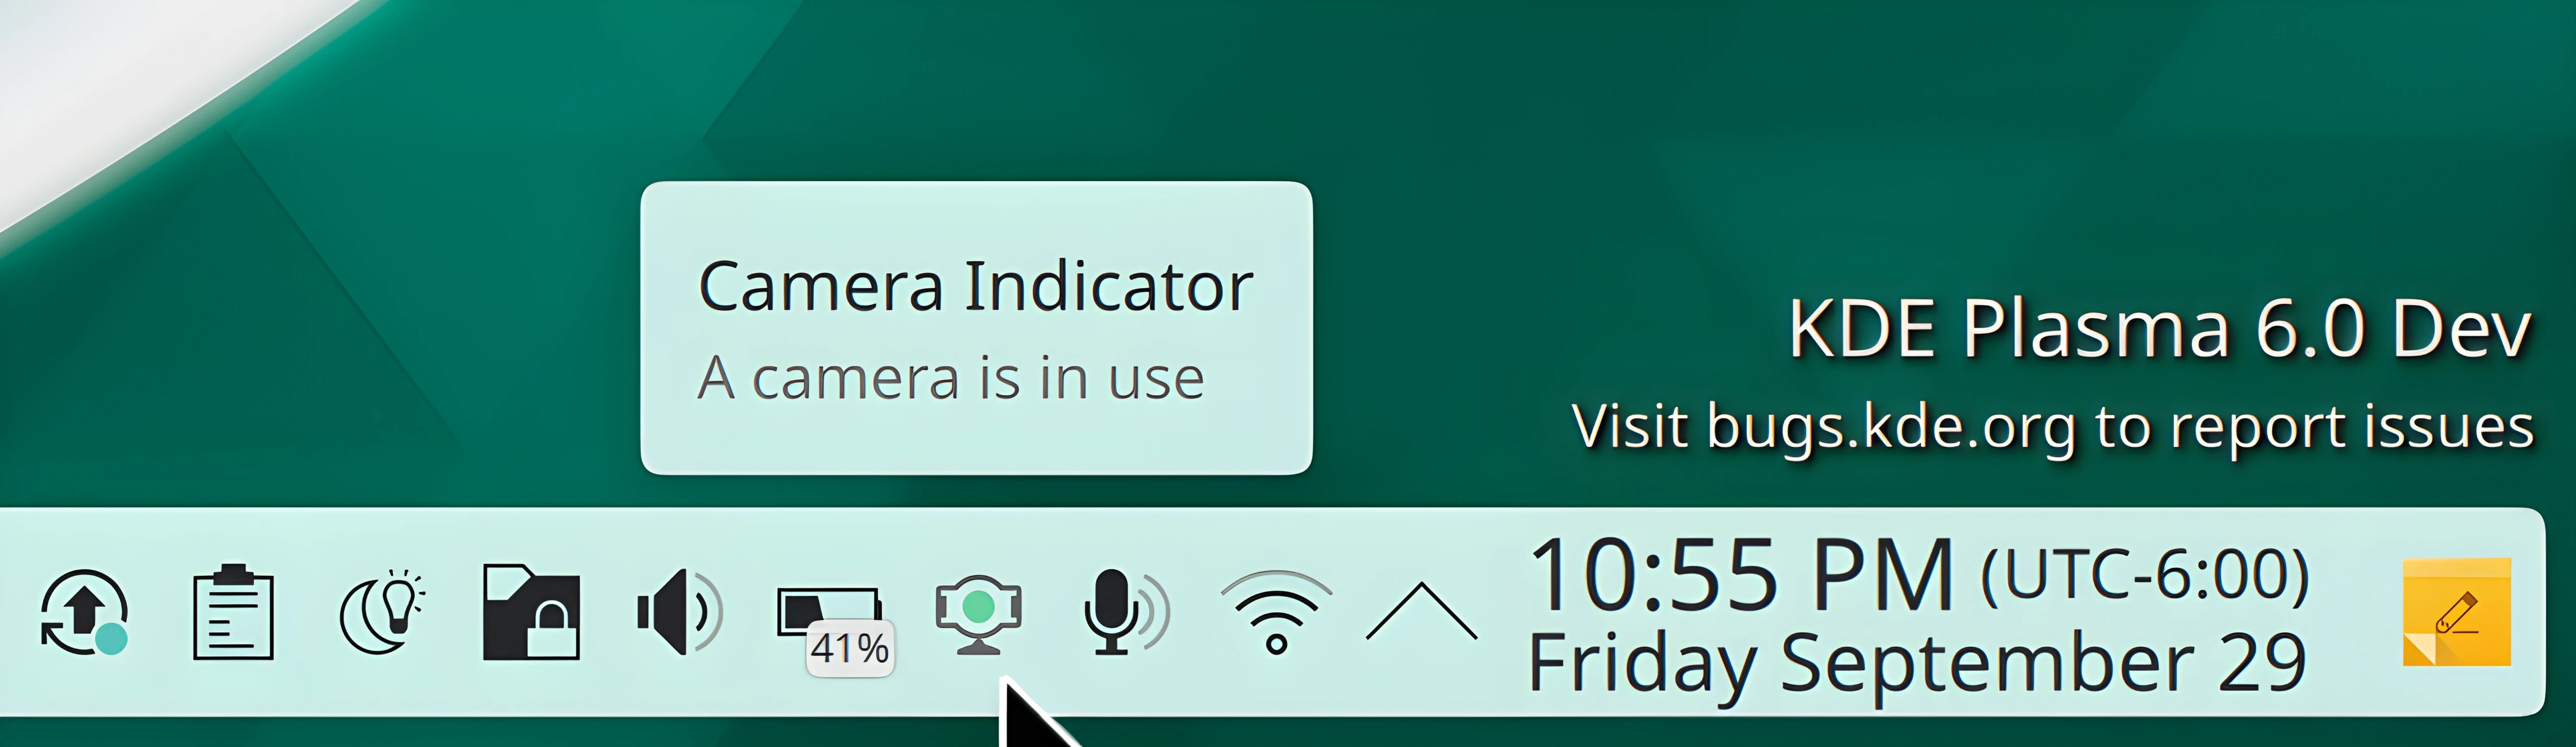 Camera Indicator
A camera is in use
KDE Plasma 6.0 Dev
Visit bugs.kde.org to report issues
41%
10:55 PM (UTC-6:00)
Friday September 29